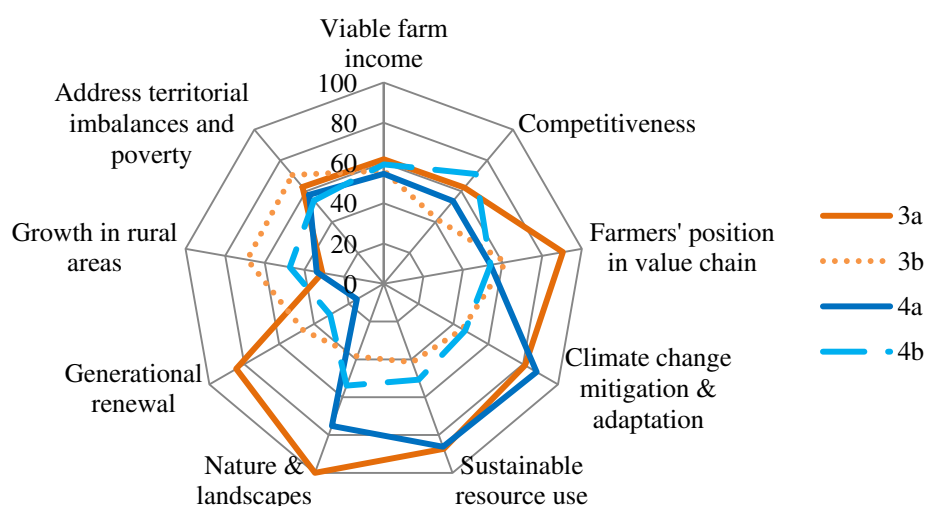 Viable farm
income
Competitiveness
Farmers' position
in value chain
Climate change
mitigation &
adaptation
Sustainable
resource use
Nature &
landscapes
Generational
renewal
Growth in rural
areas
Address territorial
imbalances and
poverty
100
80
60
40
20
0
3a
3b
4a
4b